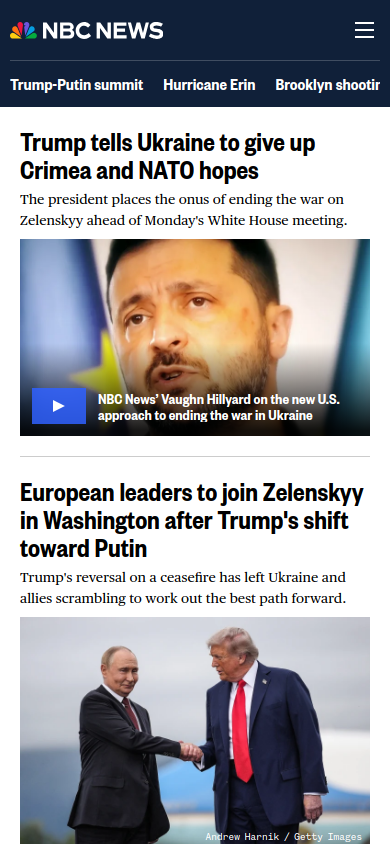 NBC NEWS
Trump-Putin summit Hurricane Erin Brooklyn shootin
Trump tells Ukraine to give up
Crimea and NATO hopes
The president places the onus of ending the war on
Zelenskyy ahead of Monday's White House meeting.
NBC News' Vaughn Hillyard on the new U.S.
approach to ending the war in Ukraine
European leaders to join Zelenskyy
in Washington after Trump's shift
toward Putin
Trump's reversal on a ceasefire has left Ukraine and
allies scrambling to work out the best path forward.
Andrew Harnik / Getty Images